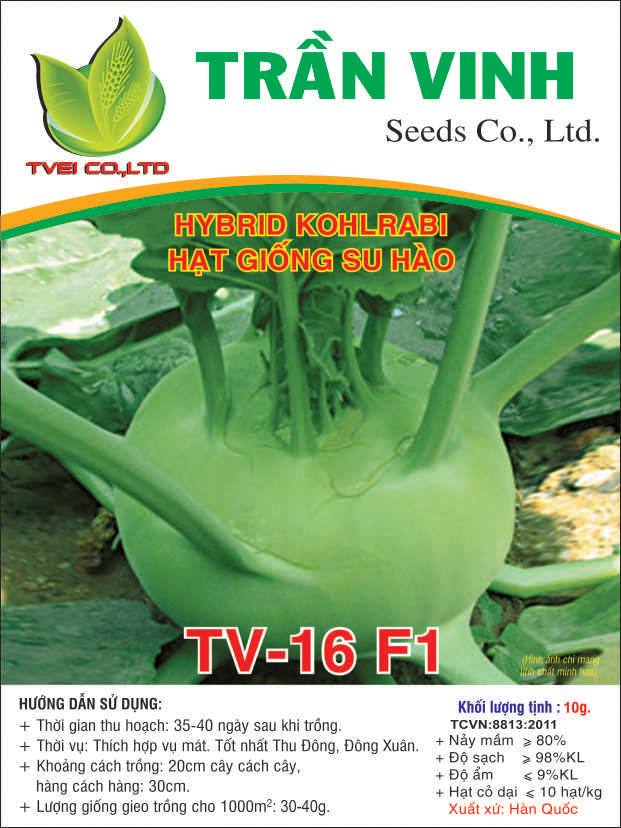 TRẦN VINH
Seeds Co., Ltd.
TVEI CO.,LTD
HYBRID KOHLRABI
HẠT GIỐNG SU HÀO
TV-16 F1
(Hình ảnh chỉ mang
tính chất minh họa)
HƯỚNG DẪN SỬ DỤNG:
+ Thời gian thu hoạch: 35-40 ngày sau khi trồng.
+ Thời vụ: Thích hợp vụ mát. Tốt nhất Thu Đông, Đông Xuân.
+ Khoảng cách trồng: 20cm cây cách cây,
hàng cách hàng: 30cm.
+ Lượng giống gieo trồng cho 1000m²: 30-40g.
Khối lượng tịnh : 10g.
TCVN:8813:2011
+ Nảy mầm ⩾ 80%
+ Độ sạch ⩾ 98%KL
+ Độ ẩm ⩽ 9%KL
+ Hạt cỏ dại ⩽ 10 hạt/kg
Xuất xứ: Hàn Quốc